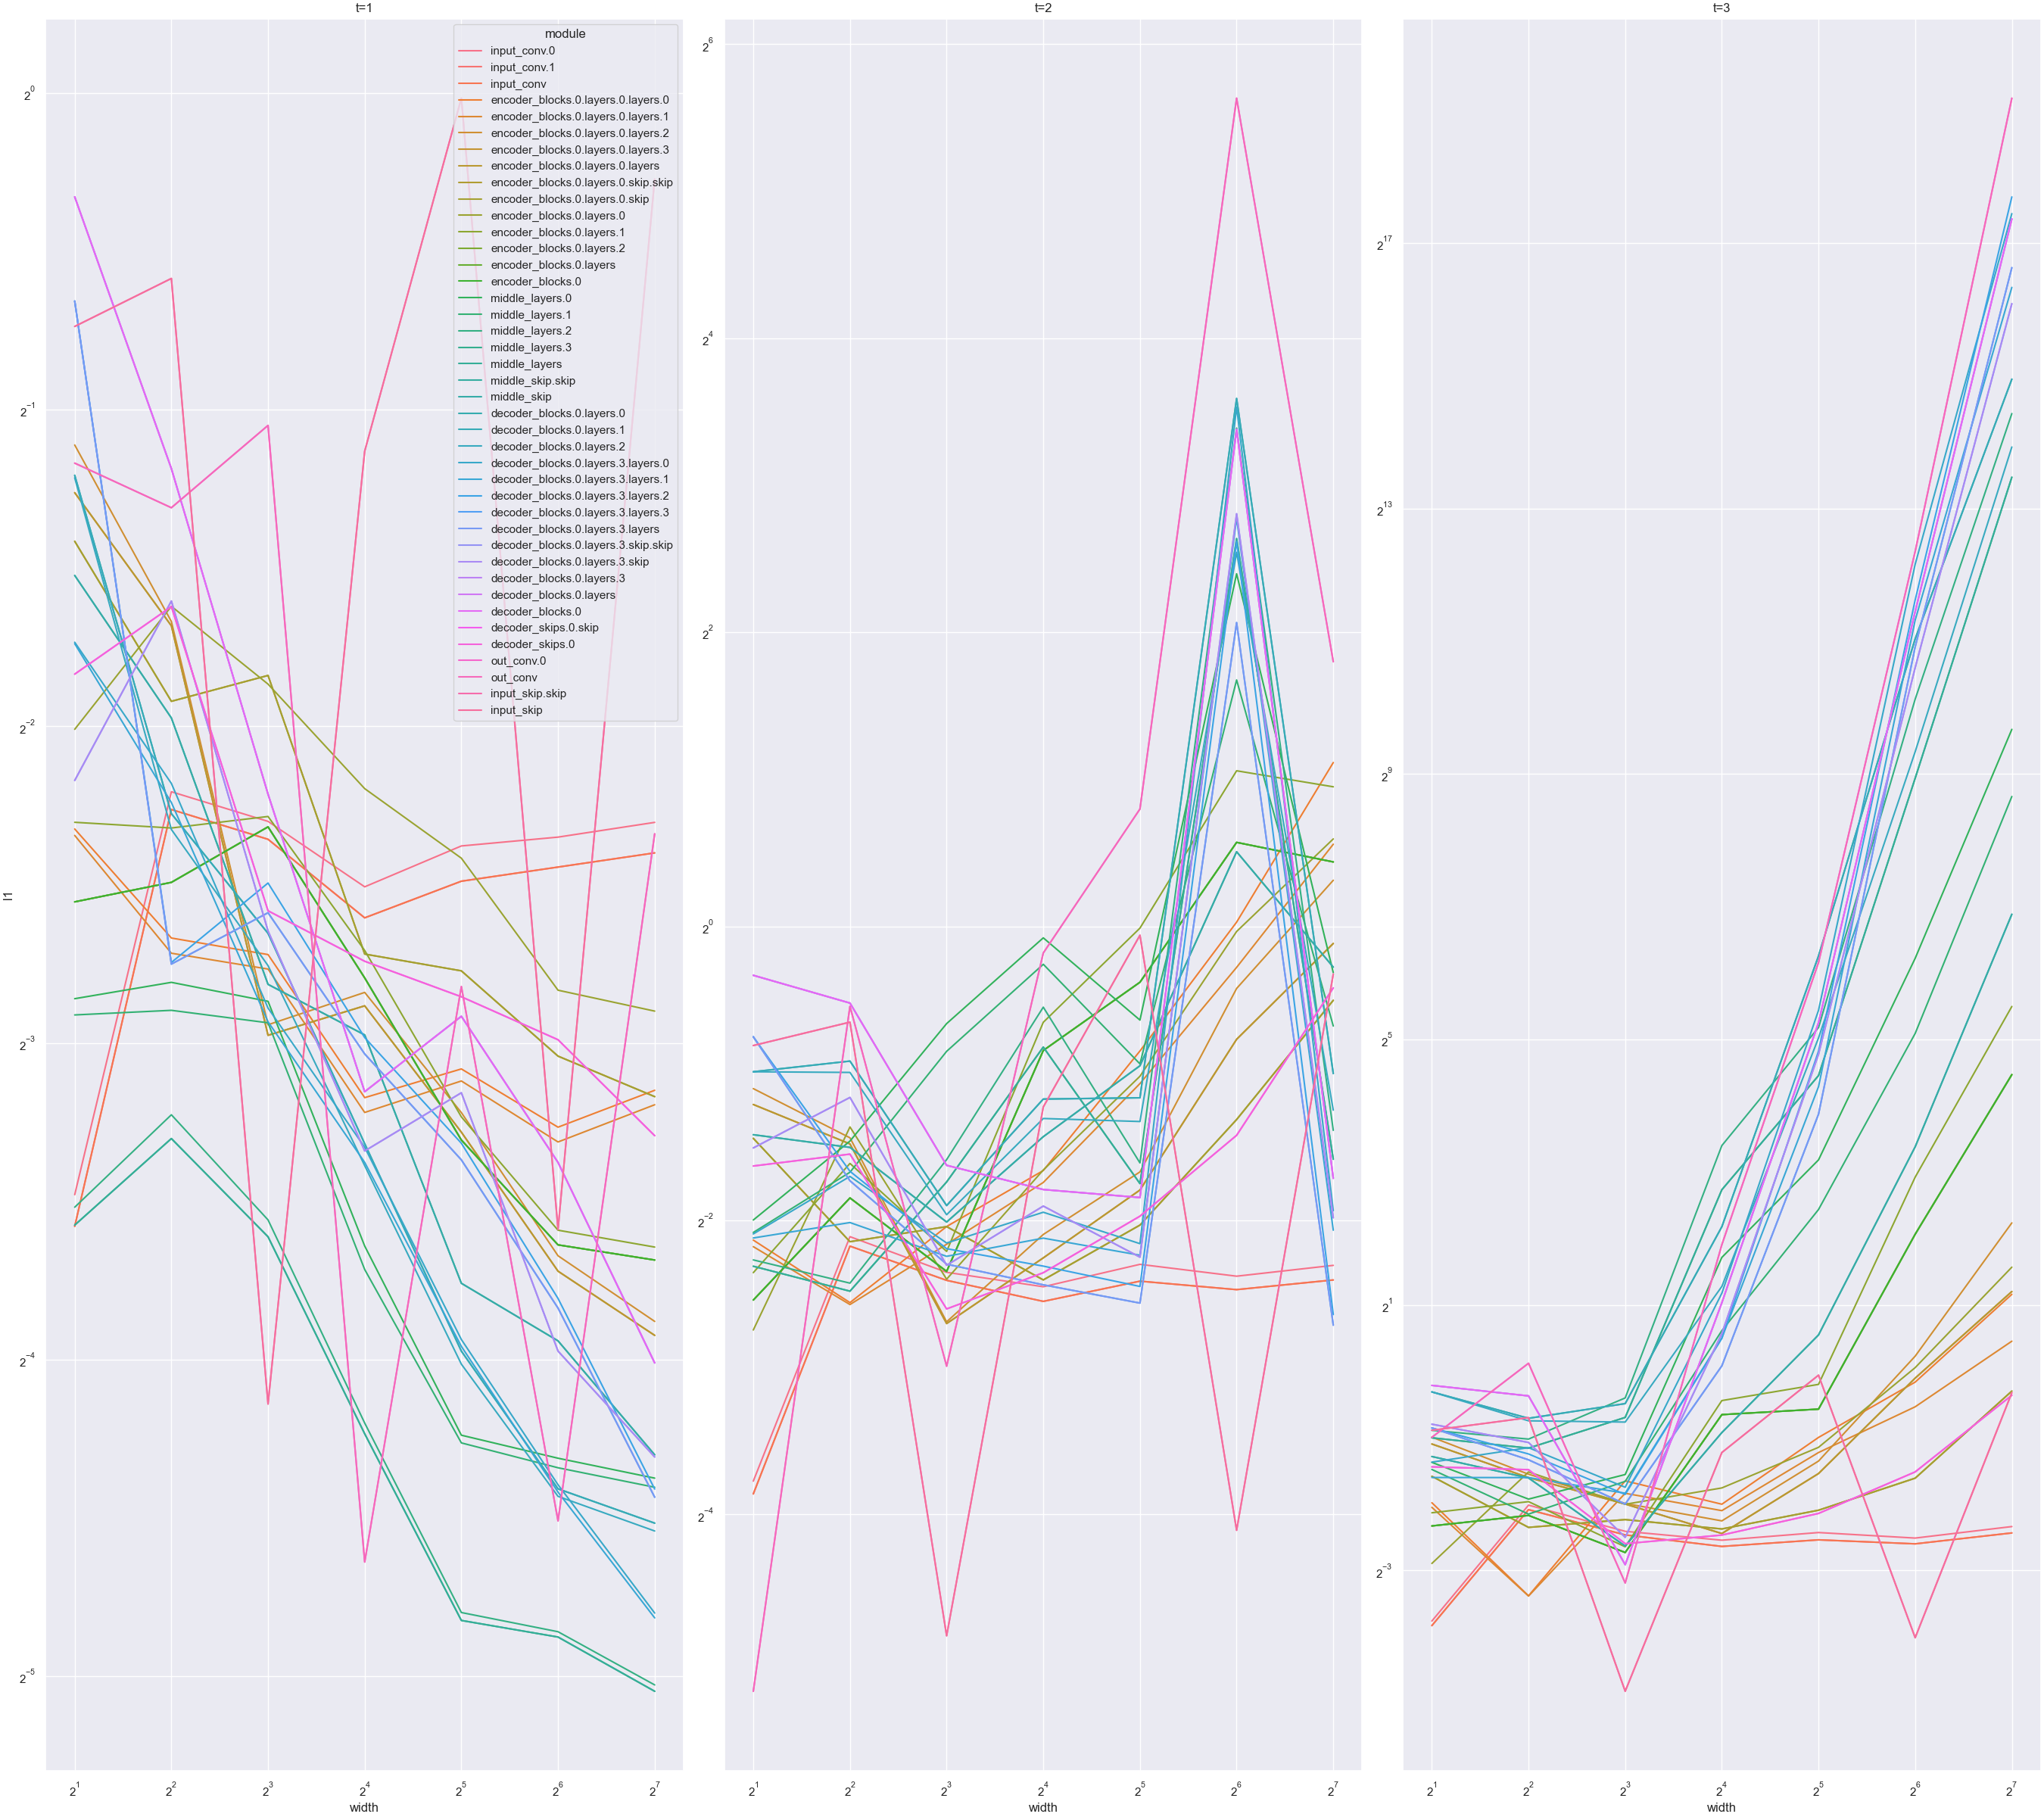 t=1
t=2
t=3
module
input_conv.0
input_conv.1
input_conv
encoder_blocks.0.layers.0.layers.0
encoder_blocks.0.layers.0.layers.1
encoder_blocks.0.layers.0.layers.2
encoder_blocks.0.layers.0.layers.3
encoder_blocks.0.layers.0.layers
encoder_blocks.0.layers.0.skip.skip
encoder_blocks.0.layers.0.skip
encoder_blocks.0.layers.0
encoder_blocks.0.layers.1
encoder_blocks.0.layers.2
encoder_blocks.0.layers
encoder_blocks.0
middle_layers.0
middle_layers.1
middle_layers.2
middle_layers.3
middle_layers
middle_skip.skip
middle_skip
decoder_blocks.0.layers.0
decoder_blocks.0.layers.1
decoder_blocks.0.layers.2
decoder_blocks.0.layers.3.layers.0
decoder_blocks.0.layers.3.layers.1
decoder_blocks.0.layers.3.layers.2
decoder_blocks.0.layers.3.layers.3
decoder_blocks.0.layers.3.layers
decoder_blocks.0.layers.3.skip.skip
decoder_blocks.0.layers.3.skip
decoder_blocks.0.layers.3
decoder_blocks.0.layers
decoder_blocks.0
decoder_skips.0.skip
decoder_skips.0
out_conv.0
out_conv
input_skip.skip
input_skip
l1
2^0
2^-1
2^-2
2^-3
2^-4
2^-5
2^1 2^2 2^3 2^4 2^5 2^6 2^7
width
2^6
2^4
2^2
2^0
2^-2
2^-4
2^1 2^2 2^3 2^4 2^5 2^6 2^7
width
2^17
2^13
2^9
2^5
2^1
2^-3
2^1 2^2 2^3 2^4 2^5 2^6 2^7
width